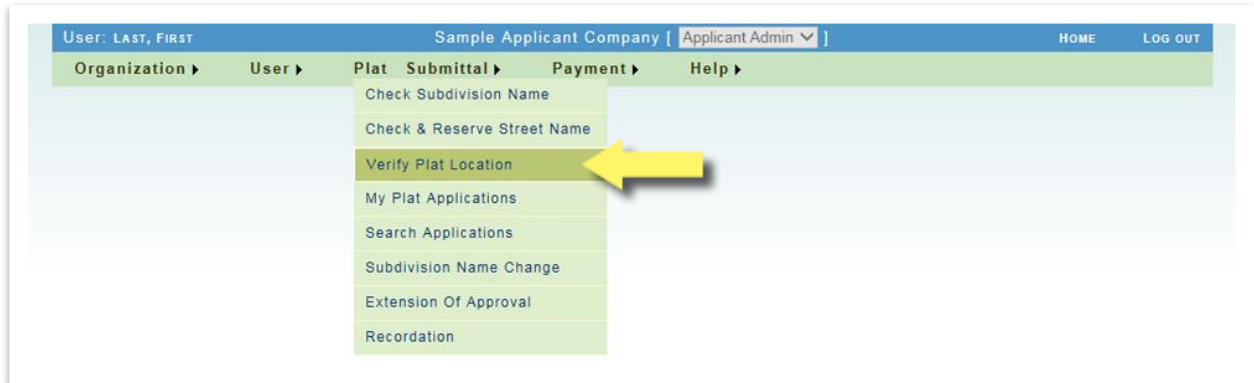 User: LAST, FIRST Sample Applicant Company [ Applicant Admin ] HOME LOG OUT
Organization User Plat Submittal Payment Help
Check Subdivision Name
Check & Reserve Street Name
Verify Plat Location
My Plat Applications
Search Applications
Subdivision Name Change
Extension Of Approval
Recordation